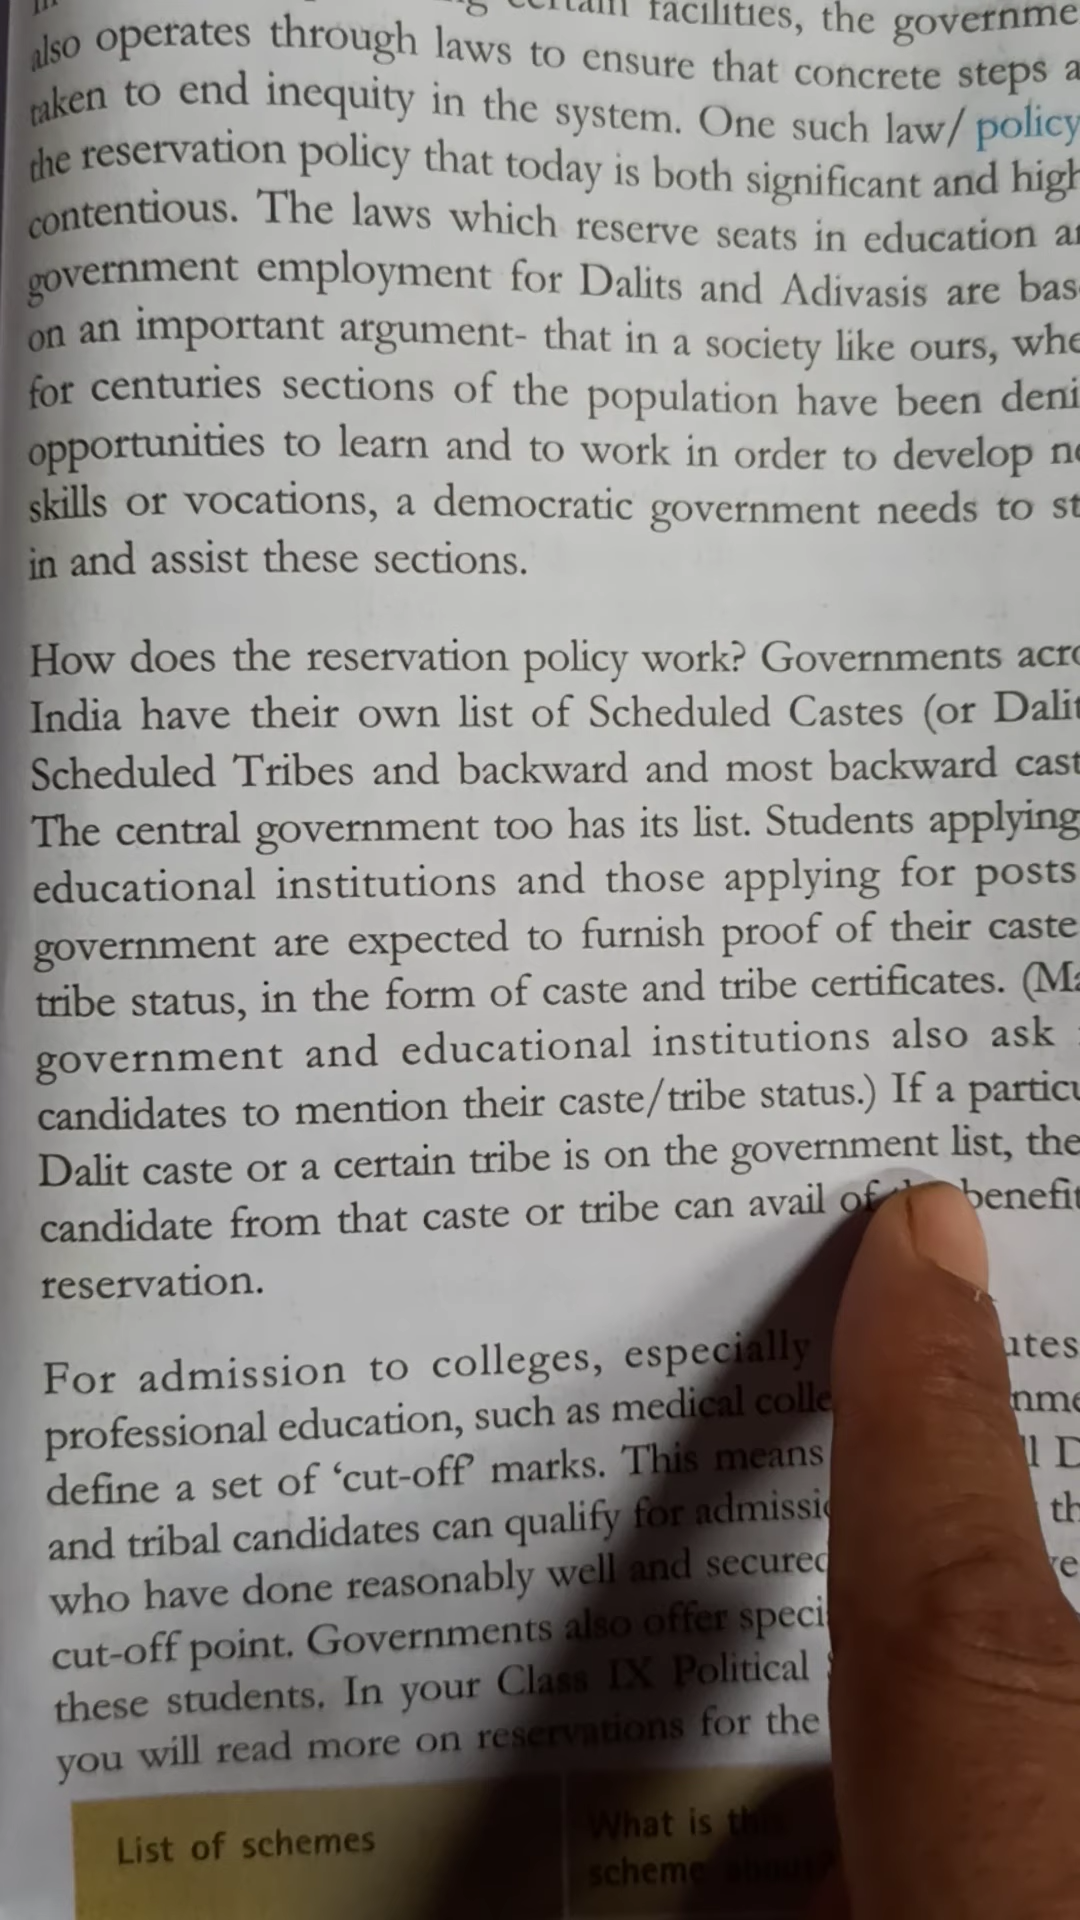 facilities, the governme
also operates through laws to ensure that concrete steps a
taken to end inequity in the system. One such law/ policy
the reservation policy that today is both significant and high
contentious. The laws which reserve seats in education a
government employment for Dalits and Adivasis are bas
on an important argument- that in a society like ours, whe
for centuries sections of the population have been deni
opportunities to learn and to work in order to develop n
skills or vocations, a democratic government needs to st
in and assist these sections.
How does the reservation policy work? Governments acr
India have their own list of Scheduled Castes (or Dalit
Scheduled Tribes and backward and most backward cast
The central government too has its list. Students applying
educational institutions and those applying for posts
government are expected to furnish proof of their caste
tribe status, in the form of caste and tribe certificates. (Ma
government and educational institutions also ask
candidates to mention their caste/tribe status.) If a particu
Dalit caste or a certain tribe is on the government list, the
candidate from that caste or tribe can avail of benefit
reservation.
For admission to colleges, especially utes
professional education, such as medical colle nme
define a set of ‘cut-off’ marks. This means l D
and tribal candidates can qualify for admissi th
who have done reasonably well and secured ve
cut-off point. Governments also offer speci
these students. In your Class IX Political
you will read more on reservations for the
List of schemes
What is this
scheme about?